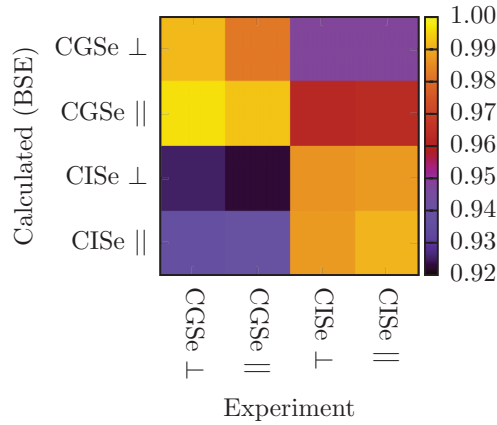 1.00
CGSe ⊥
0.99
0.98
CGSe ||
0.97
0.96
CISe ⊥
0.95
0.94
CISe ||
0.93
0.92
Calculated (BSE)
CGSe ⊥
CGSe ||
CISe ⊥
CISe ||
Experiment